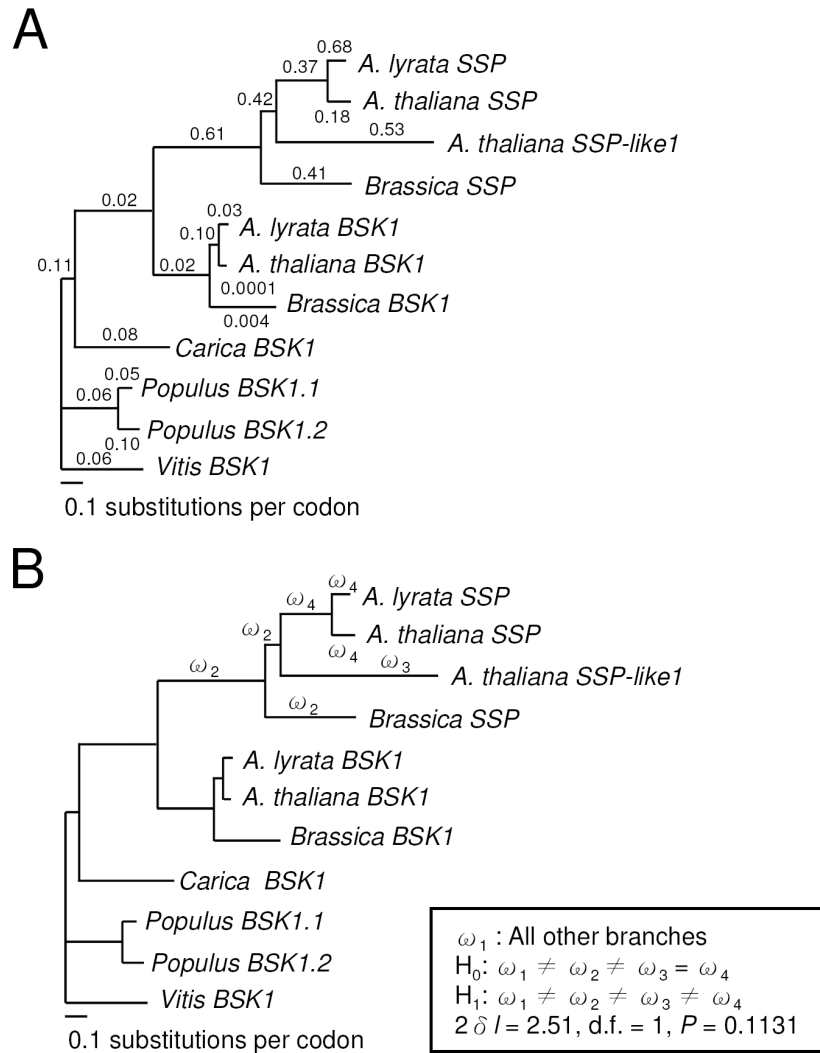 A
0.68
0.37
A. lyrata SSP
0.42
A. thaliana SSP
0.18
0.61
0.53
A. thaliana SSP-like1
0.41
Brassica SSP
0.02
0.03
A. lyrata BSK1
0.10
0.11
0.02
A. thaliana BSK1
0.0001
Brassica BSK1
0.004
0.08
Carica BSK1
0.05
Populus BSK1.1
0.06
Populus BSK1.2
0.10
0.06
Vitis BSK1
0.1 substitutions per codon
B
ω4
ω4
A. lyrata SSP
ω2
A. thaliana SSP
ω4
ω2
ω3
A. thaliana SSP-like1
ω2
Brassica SSP
A. lyrata BSK1
A. thaliana BSK1
Brassica BSK1
Carica BSK1
Populus BSK1.1
Populus BSK1.2
Vitis BSK1
0.1 substitutions per codon
ω1 : All other branches
H0: ω1 ≠ ω2 ≠ ω3 = ω4
H1: ω1 ≠ ω2 ≠ ω3 ≠ ω4
2 δ l = 2.51, d.f. = 1, P = 0.1131